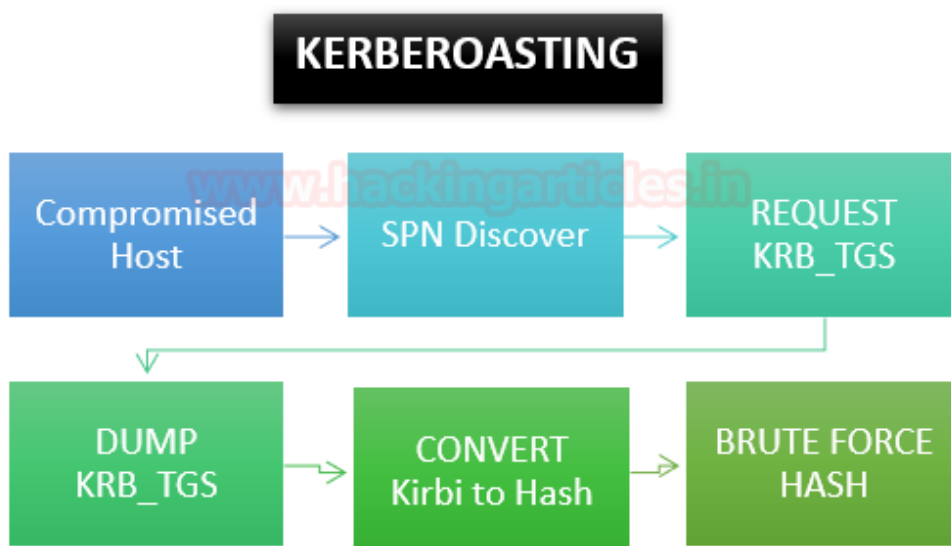 KERBEROASTING
www.hackingarticles.in
Compromised
Host
SPN Discover
REQUEST
KRB_TGS
DUMP
KRB_TGS
CONVERT
Kirbi to Hash
BRUTE FORCE
HASH